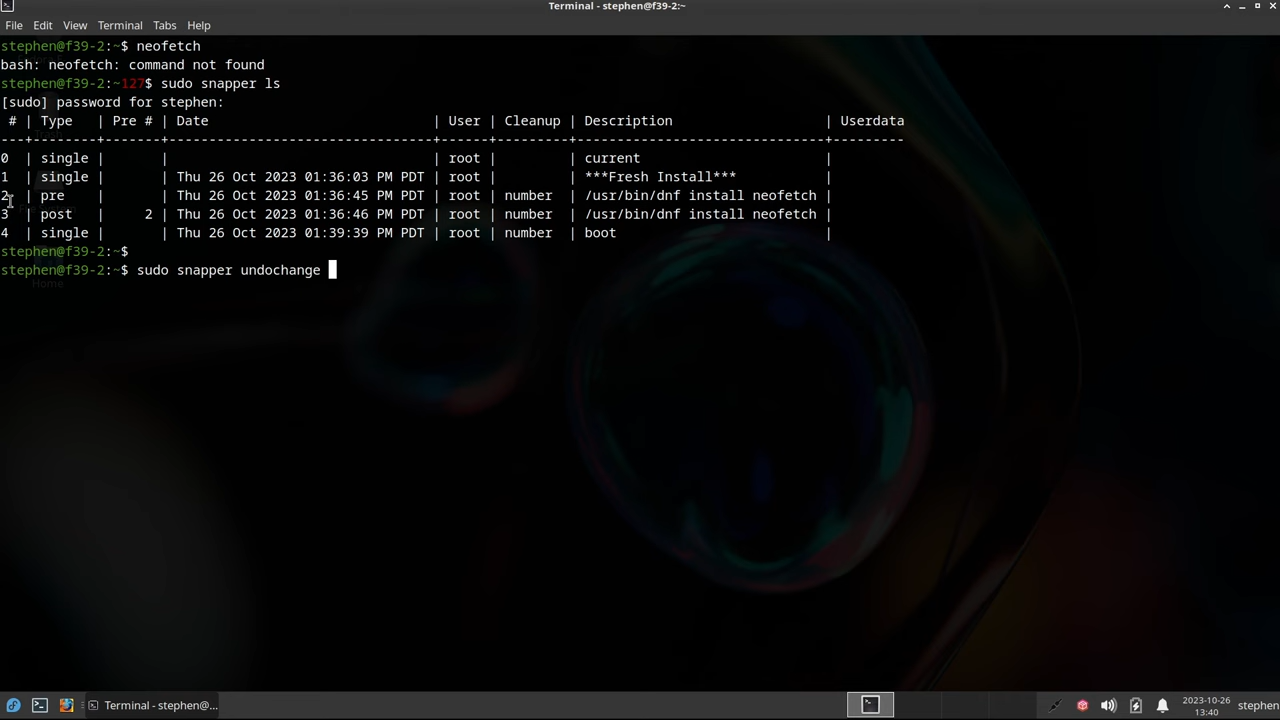 Terminal - stephen@f39-2:~
File Edit View Terminal Tabs Help
stephen@f39-2:~$ neofetch
bash: neofetch: command not found
stephen@f39-2:~127$ sudo snapper ls
[sudo] password for stephen:
 # | Type   | Pre # | Date                            | User | Cleanup | Description                    | Userdata
---+--------+-------+---------------------------------+------+---------+--------------------------------+---------
0  | single |       |                                 | root |         | current                        |
1  | single |       | Thu 26 Oct 2023 01:36:03 PM PDT | root |         | ***Fresh Install***            |
2  | pre    |       | Thu 26 Oct 2023 01:36:45 PM PDT | root | number  | /usr/bin/dnf install neofetch  |
3  | post   |     2 | Thu 26 Oct 2023 01:36:46 PM PDT | root | number  | /usr/bin/dnf install neofetch  |
4  | single |       | Thu 26 Oct 2023 01:39:39 PM PDT | root | number  | boot                           |
stephen@f39-2:~$
stephen@f39-2:~$ sudo snapper undochange
Home
Terminal - stephen@...
2023-10-26
13:40
stephen